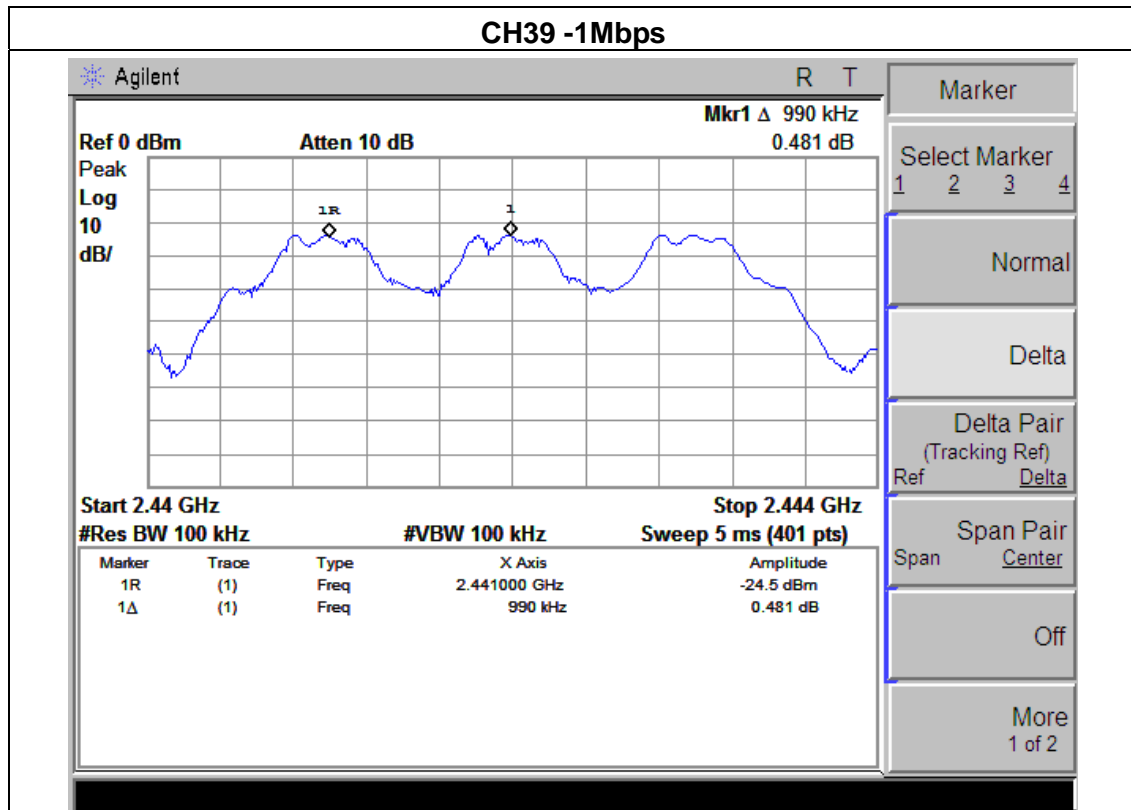 CH39 -1Mbps
Agilent R T
Mkr1 Δ 990 kHz
Ref 0 dBm Atten 10 dB 0.481 dB
Peak
Log
10
dB/
1R 1
Start 2.44 GHz Stop 2.444 GHz
#Res BW 100 kHz #VBW 100 kHz Sweep 5 ms (401 pts)
Marker Trace Type X Axis Amplitude
1R (1) Freq 2.441000 GHz -24.5 dBm
1Δ (1) Freq 990 kHz 0.481 dB
Marker
Select Marker
1 2 3 4
Normal
Delta
Delta Pair
(Tracking Ref)
Ref Delta
Span Pair
Span Center
Off
More
1 of 2